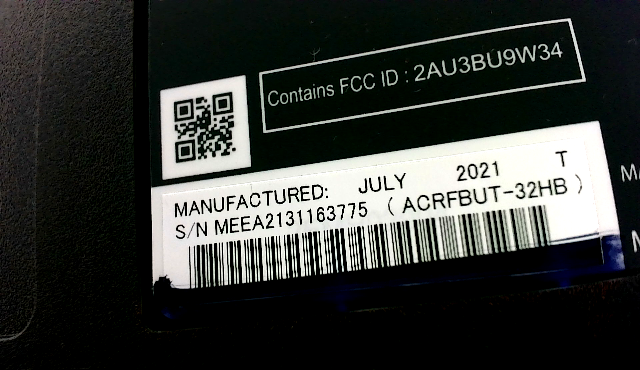 Contains FCC ID : 2AU3BU9W34
MANUFACTURED: JULY 2021 T
S/N MEEA2131163775 ( ACRFBUT-32HB )